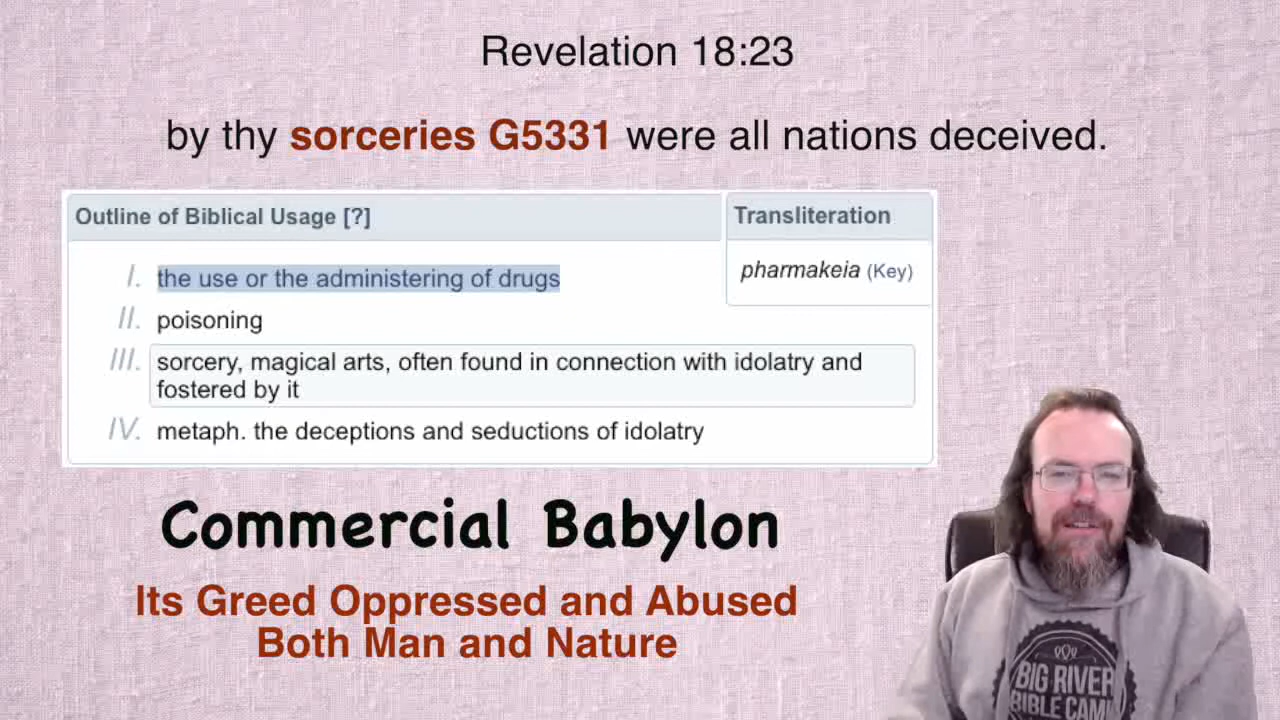 Revelation 18:23
by thy sorceries G5331 were all nations deceived.
Outline of Biblical Usage [?]
Transliteration
I. the use or the administering of drugs
pharmakeia (Key)
II. poisoning
III. sorcery, magical arts, often found in connection with idolatry and
fostered by it
IV. metaph. the deceptions and seductions of idolatry
Commercial Babylon
Its Greed Oppressed and Abused
Both Man and Nature
BIG RIVER
BIBLE CAMP